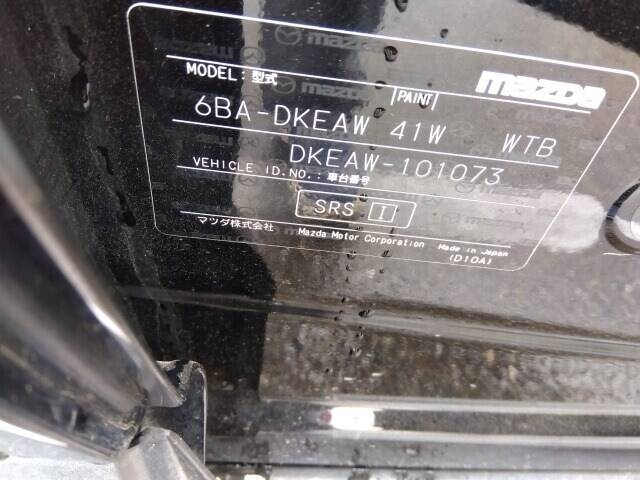 mazda
MODEL: 型式 PAINT mazda
6BA-DKEAW 41W WTB
DKEAW-101073
VEHICLE ID.NO.: 車台番号
SRS I
マツダ株式会社 Mazda Motor Corporation Made in Japan
(D10A)